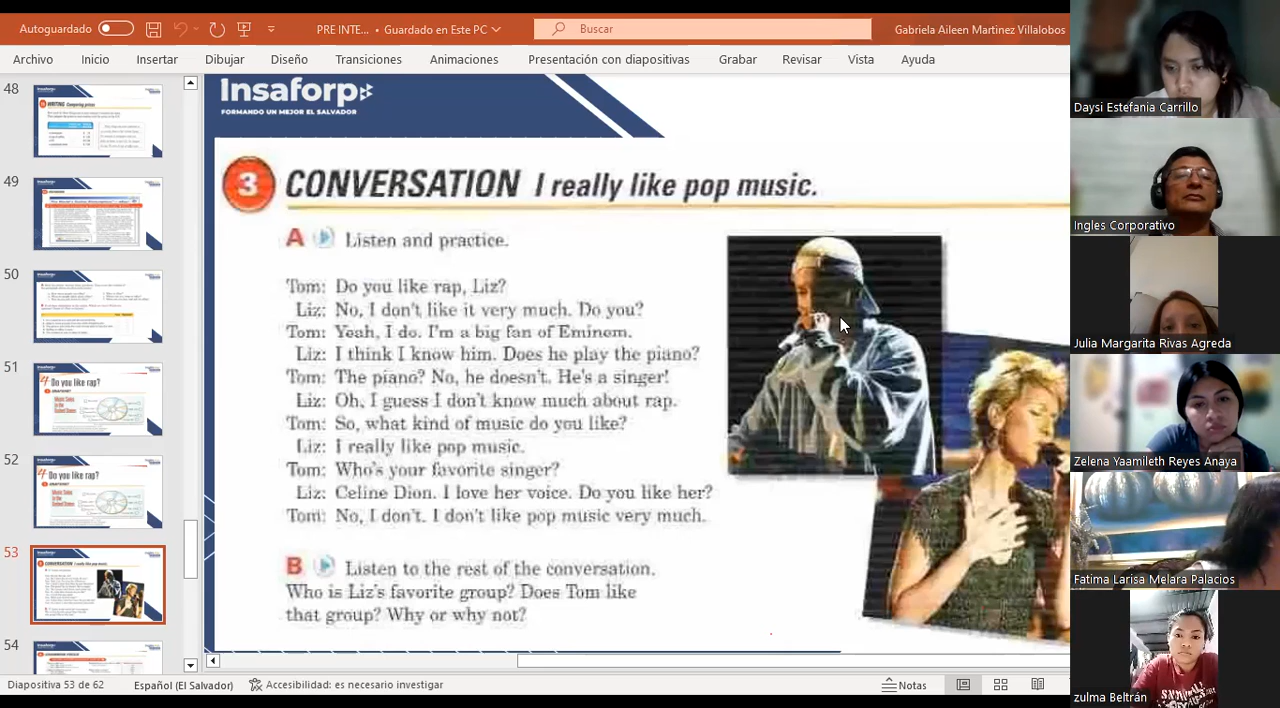 Autoguardado
PRE INTE... • Guardado en Este PC
Buscar
Gabriela Aileen Martinez Villalobos
Archivo Inicio Insertar Dibujar Diseño Transiciones Animaciones Presentación con diapositivas Grabar Revisar Vista Ayuda
48
49
50
51
4 Do you like rap?
52
4 Do you like rap?
53
54
Insaforp
FORMANDO UN MEJOR EL SALVADOR
3 CONVERSATION I really like pop music.
A Listen and practice.
Tom: Do you like rap, Liz?
Liz: No, I don't like it very much. Do you?
Tom: Yeah, I do. I'm a big fan of Eminem.
Liz: I think I know him. Does he play the piano?
Tom: The piano? No, he doesn't. He's a singer!
Liz: Oh, I guess I don't know much about rap.
Tom: So, what kind of music do you like?
Liz: I really like pop music.
Tom: Who's your favorite singer?
Liz: Celine Dion. I love her voice. Do you like her?
Tom: No, I don't. I don't like pop music very much.
B Listen to the rest of the conversation.
Who is Liz's favorite group? Does Tom like
that group? Why or why not?
Diapositiva 53 de 62 Español (El Salvador) Accesibilidad: es necesario investigar Notas
Daysi Estefania Carrillo
Ingles Corporativo
Julia Margarita Rivas Agreda
Zelena Yaamileth Reyes Anaya
Fatima Larisa Melara Palacios
zulma Beltrán